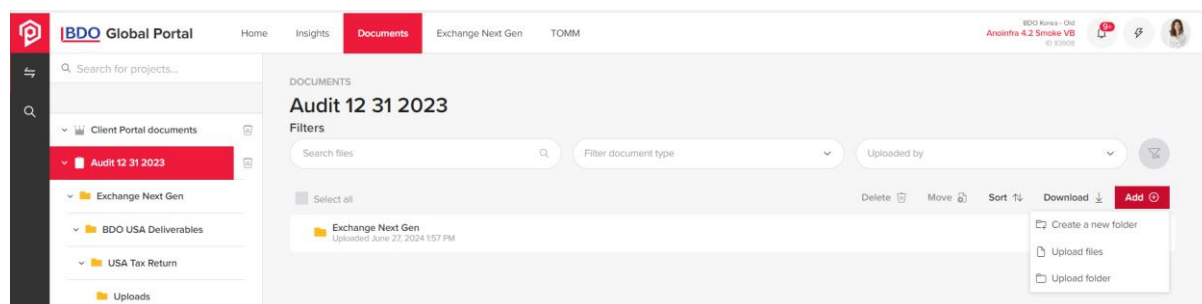 BDO Global Portal
Home
Insights
Documents
Exchange Next Gen
TOMM
BDO Korea - Old
Anoinfra 4.2 Smoke VB
ID 83908
9+
Search for projects...
Client Portal documents
Audit 12 31 2023
Exchange Next Gen
BDO USA Deliverables
USA Tax Return
Uploads
DOCUMENTS
Audit 12 31 2023
Filters
Search files
Filter document type
Uploaded by
Select all
Delete
Move
Sort
Download
Add
Exchange Next Gen
Uploaded June 27, 2024 1:57 PM
Create a new folder
Upload files
Upload folder